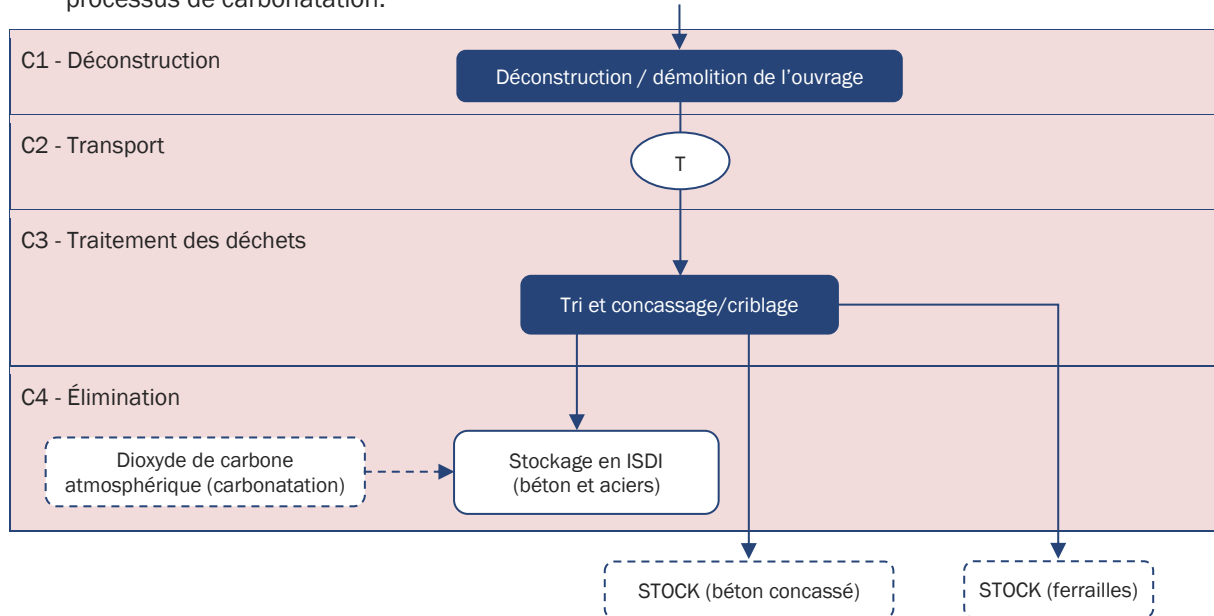 processus de carbonatation.
C1 - Déconstruction
Déconstruction / démolition de l'ouvrage
C2 - Transport
T
C3 - Traitement des déchets
Tri et concassage/criblage
C4 - Élimination
Dioxyde de carbone
atmosphérique (carbonatation)
Stockage en ISDI
(béton et aciers)
STOCK (béton concassé)
STOCK (ferrailles)